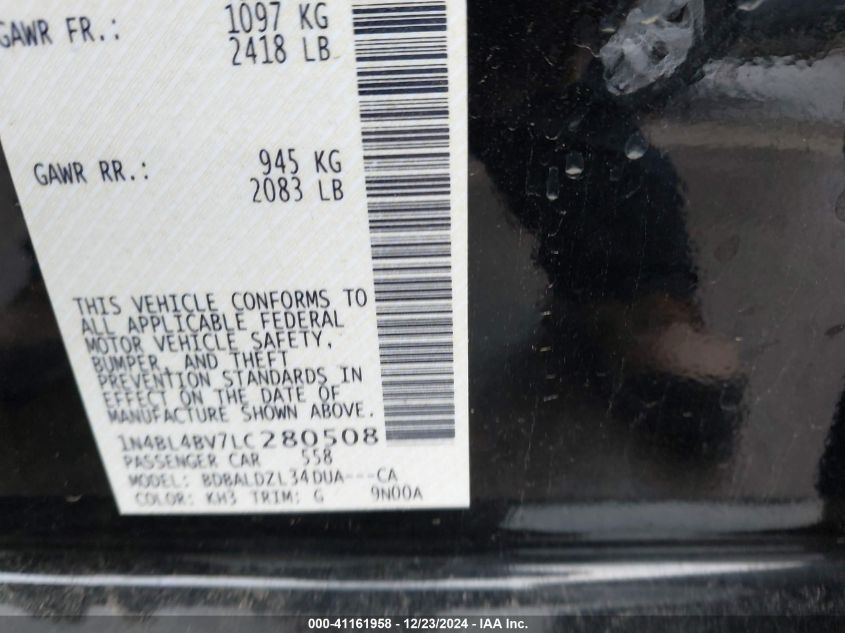 GAWR FR.: 1097 KG
2418 LB
GAWR RR.: 945 KG
2083 LB
THIS VEHICLE CONFORMS TO
ALL APPLICABLE FEDERAL
MOTOR VEHICLE SAFETY,
BUMPER, AND THEFT
PREVENTION STANDARDS IN
EFFECT ON THE DATE OF
MANUFACTURE SHOWN ABOVE.
1N4BL4BV7LC280508
PASSENGER CAR 558
MODEL: BDBALDZL34DUA---CA
COLOR: KH3 TRIM: G 9N00A
000-41161958 - 12/23/2024 - IAA Inc.